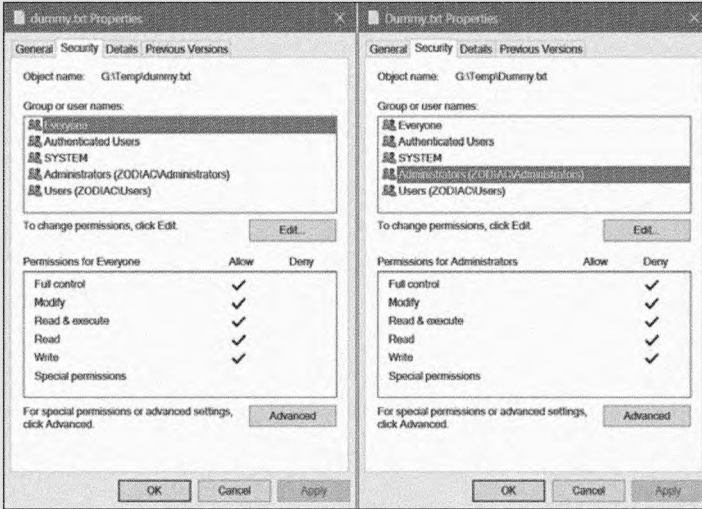 dummy.txt Properties
General Security Details Previous Versions
Object name: G:\Temp\dummy.txt
Group or user names:
Everyone
Authenticated Users
SYSTEM
Administrators (ZODIAC\Administrators)
Users (ZODIAC\Users)
To change permissions, click Edit.
Edit...
Permissions for Everyone Allow Deny
Full control
Modify
Read & execute
Read
Write
Special permissions
For special permissions or advanced settings,
click Advanced.
Advanced
OK Cancel Apply
Dummy.txt Properties
General Security Details Previous Versions
Object name: G:\Temp\Dummy.txt
Group or user names:
Everyone
Authenticated Users
SYSTEM
Administrators (ZODIAC\Administrators)
Users (ZODIAC\Users)
To change permissions, click Edit.
Edit...
Permissions for Administrators Allow Deny
Full control
Modify
Read & execute
Read
Write
Special permissions
For special permissions or advanced settings,
click Advanced.
Advanced
OK Cancel Apply